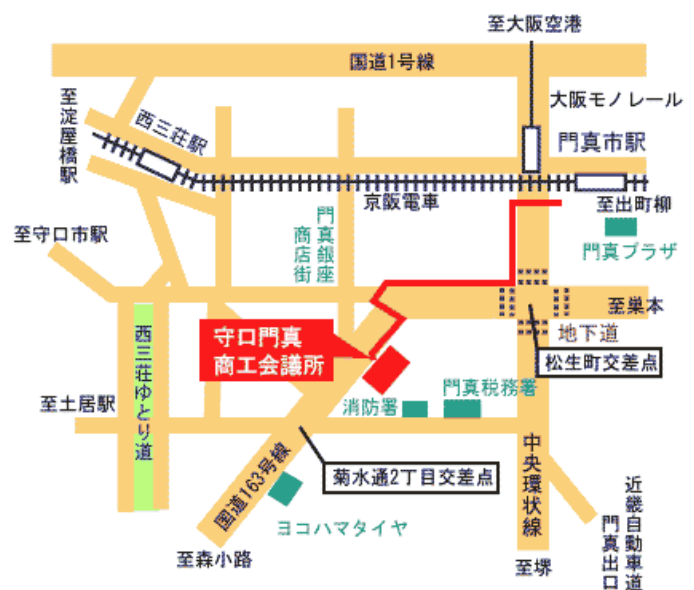 至大阪空港
国道1号線
大阪モノレール
至淀屋橋駅
西三荘駅
門真市駅
京阪電車
至出町柳
至守口市駅
門真銀座
商店街
門真プラザ
至巣本
守口門真
商工会議所
地下道
松生町交差点
西三荘ゆとり道
至土居駅
消防署
門真税務署
菊水通2丁目交差点
国道163号線
中央環状線
近畿自動車道
門真出口
ヨコハマタイヤ
至森小路
至堺